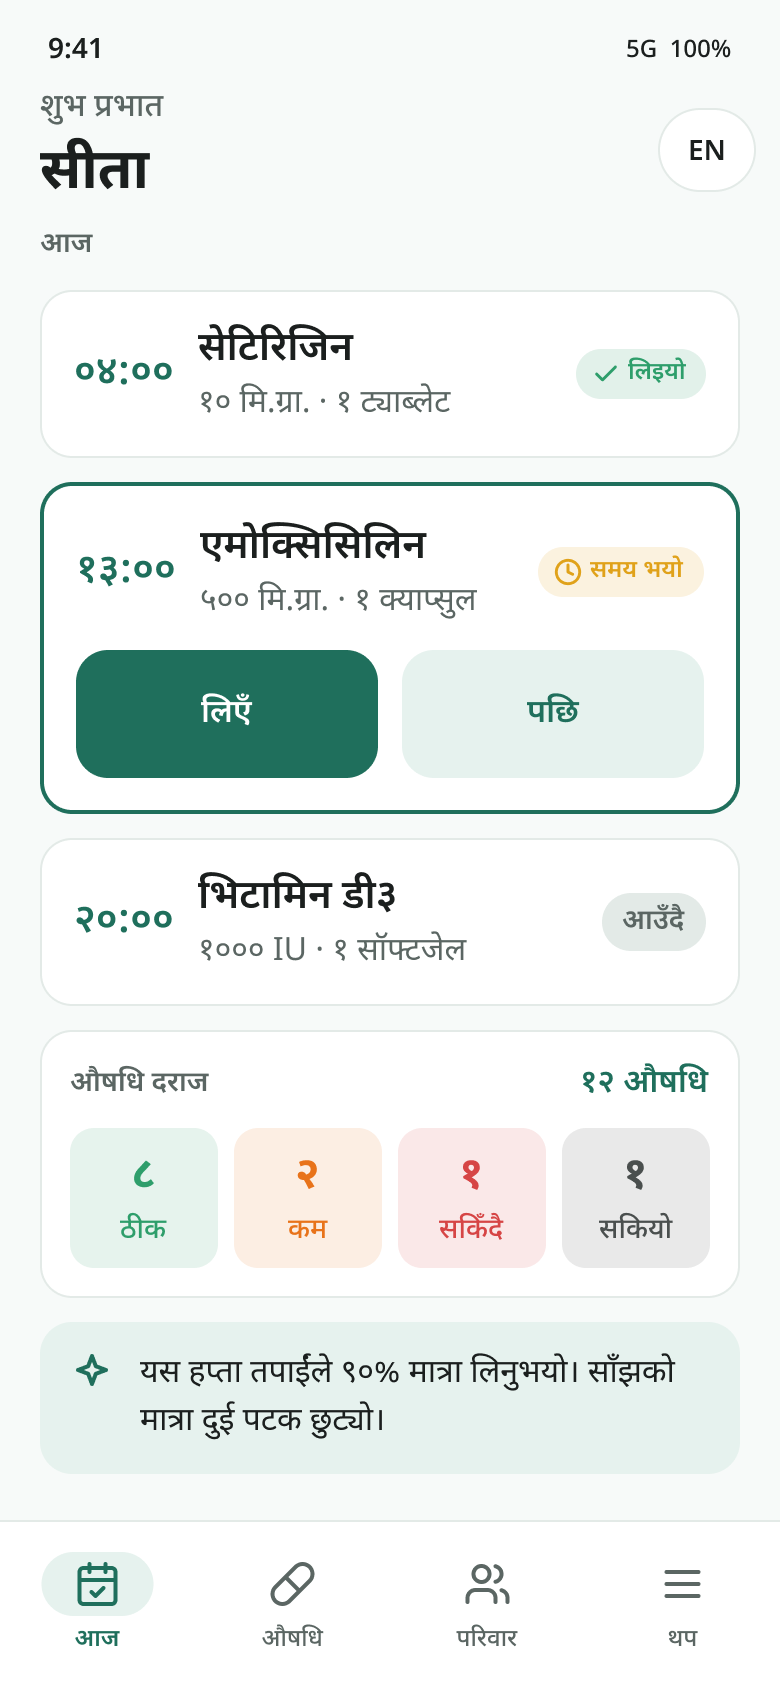 9:41
5G 100%
शुभ प्रभात
सीता
EN
आज
०४:००
सेटिरिजिन
१० मि.ग्रा. · १ ट्याब्लेट
लिइयो
१३:००
एमोक्सिसिलिन
५०० मि.ग्रा. · १ क्याप्सुल
समय भयो
लिएँ
पछि
२०:००
भिटामिन डी३
१००० IU · १ सॉफ्टजेल
आउँदै
औषधि दराज
१२ औषधि
८
ठीक
२
कम
१
सकिँदै
१
सकियो
यस हप्ता तपाईंले ९०% मात्रा लिनुभयो। साँझको
मात्रा दुई पटक छुट्यो।
आज
औषधि
परिवार
थप